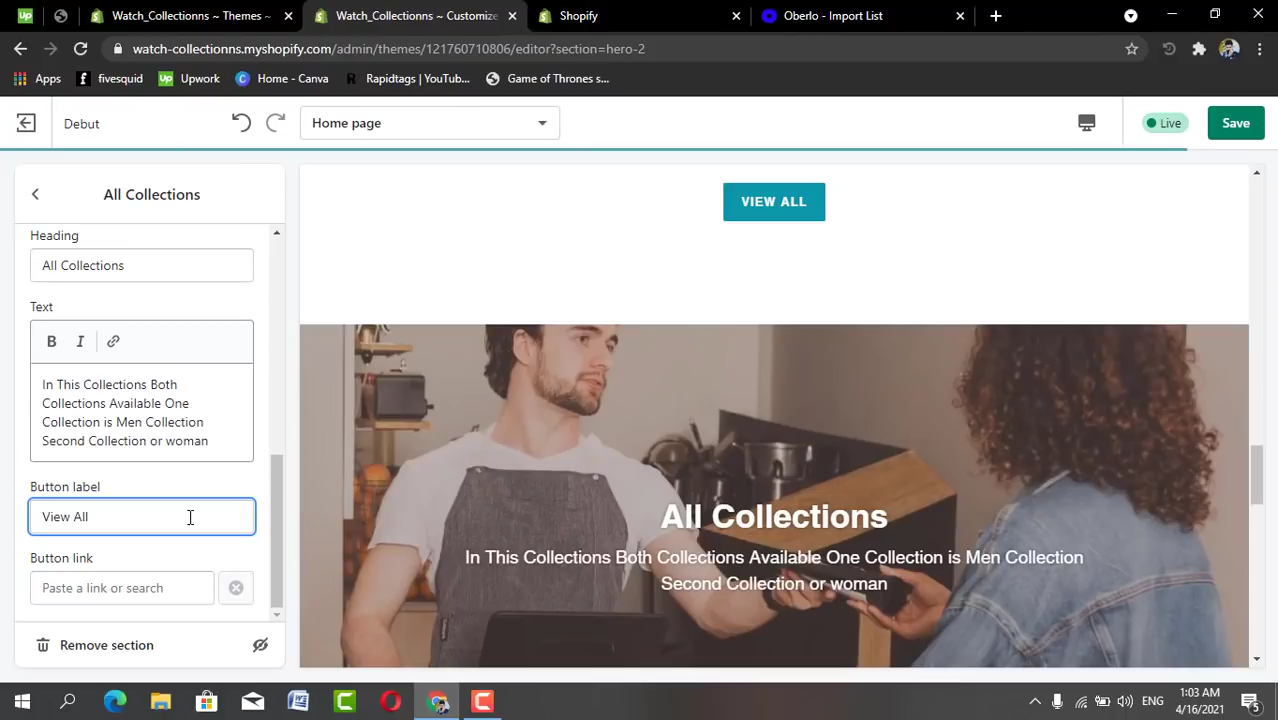 Watch_Collectionns ~ Themes ~
Watch_Collectionns ~ Customize
Shopify
Oberlo - Import List
watch-collectionns.myshopify.com/admin/themes/121760710806/editor?section=hero-2
Apps
fivesquid
Up
Upwork
Home - Canva
Rapidtags | YouTub...
Game of Thrones s...
Debut
Home page
Live
Save
All Collections
Heading
All Collections
Text
B I
In This Collections Both
Collections Available One
Collection is Men Collection
Second Collection or woman
Button label
View All
Button link
Paste a link or search
Remove section
VIEW ALL
All Collections
In This Collections Both Collections Available One Collection is Men Collection
Second Collection or woman
ENG
1:03 AM
4/16/2021
5